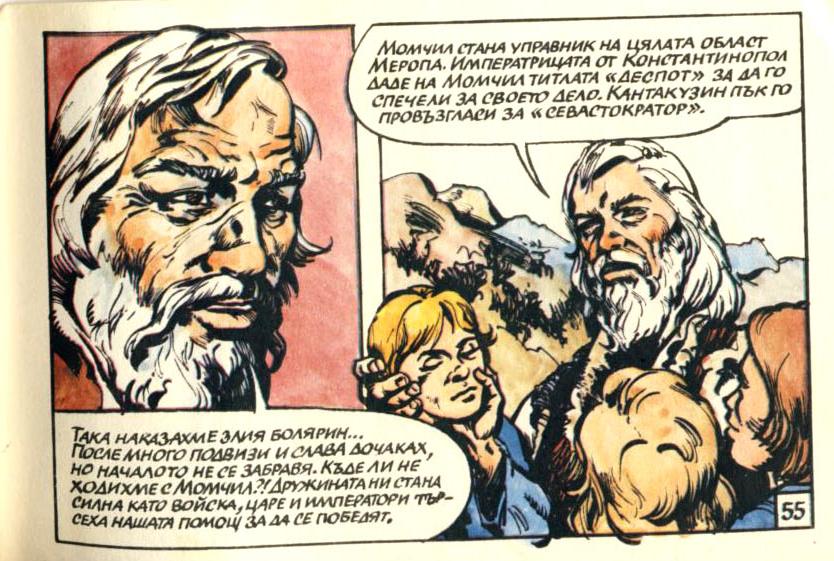 Така наказахме злия болярин...
После много подвизи и слава дочаках,
но началото не се забравя. Къде ли не
ходихме с Момчил?! Дружината ни стана
силна като войска, царе и императори тър-
сеха нашата помощ за да се победят.
Момчил стана управник на цялата област
Меропа. Императрицата от Константинопол
даде на Момчил титлата «деспот» за да го
спечели за своето дело. Кантакузин пък го
провъзгласи за «севастократор».
55